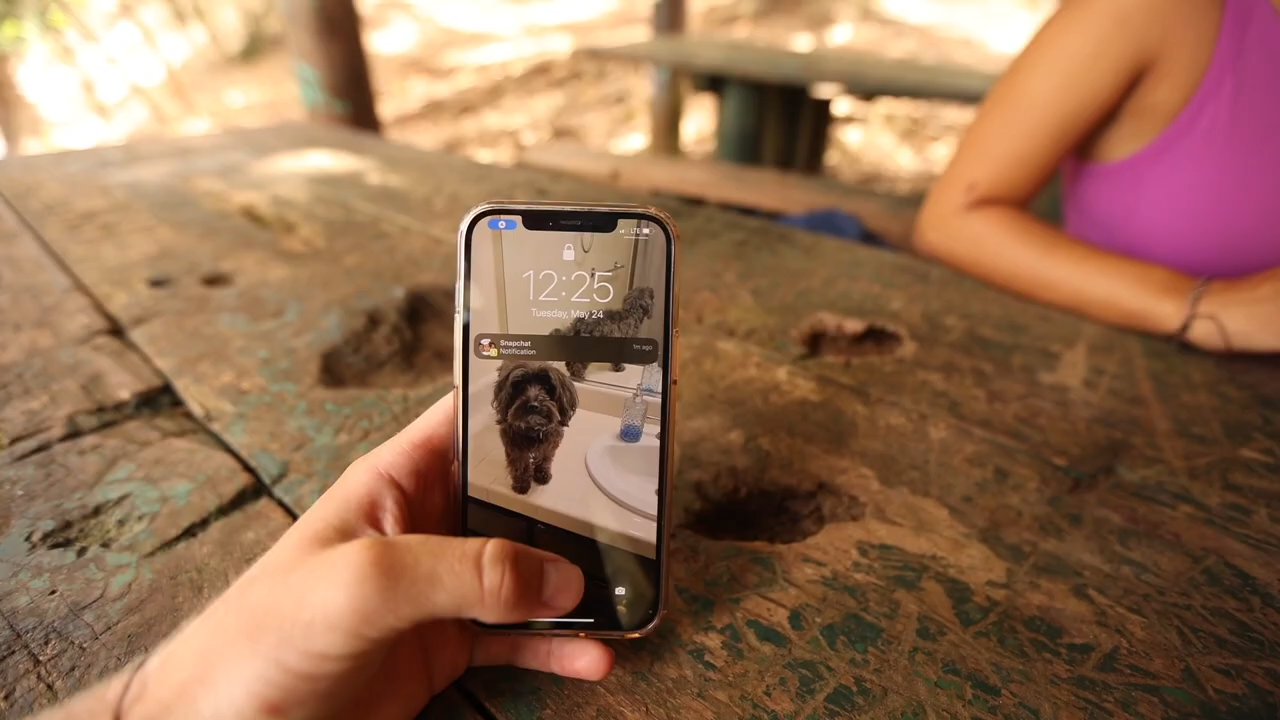 LTE
12:25
Tuesday, May 24
Snapchat
1m ago
Notification